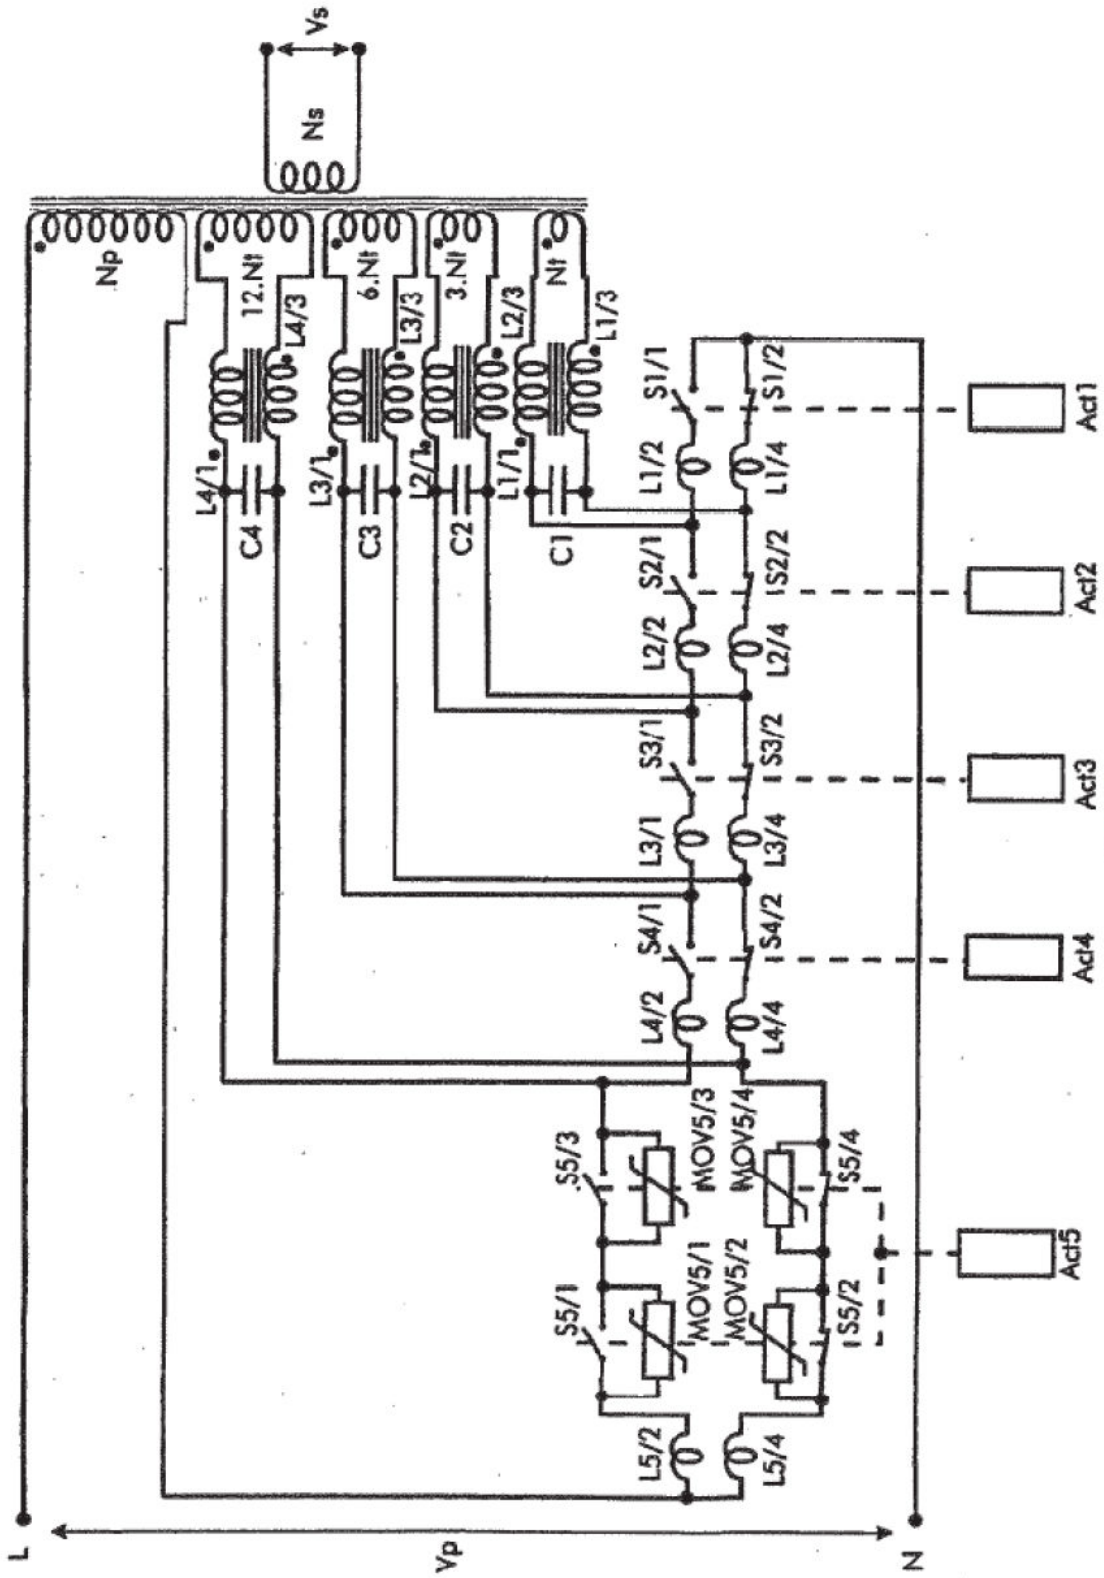 L
Vp
N
Np
12.Nt
6.Nt
3.Nt
Nt
Ns
Vs
L4/1
L4/3
C4
L3/1
L3/3
C3
L2/1
L2/3
C2
L1/1
L1/3
C1
L5/2
S5/1
MOV5/1
MOV5/2
S5/2
L5/4
S5/3
MOV5/3
MOV5/4
S5/4
L4/2
S4/1
L4/4
S4/2
L3/1
S3/1
L3/4
S3/2
L2/2
S2/1
L2/4
S2/2
L1/2
S1/1
L1/4
S1/2
Act5
Act4
Act3
Act2
Act1